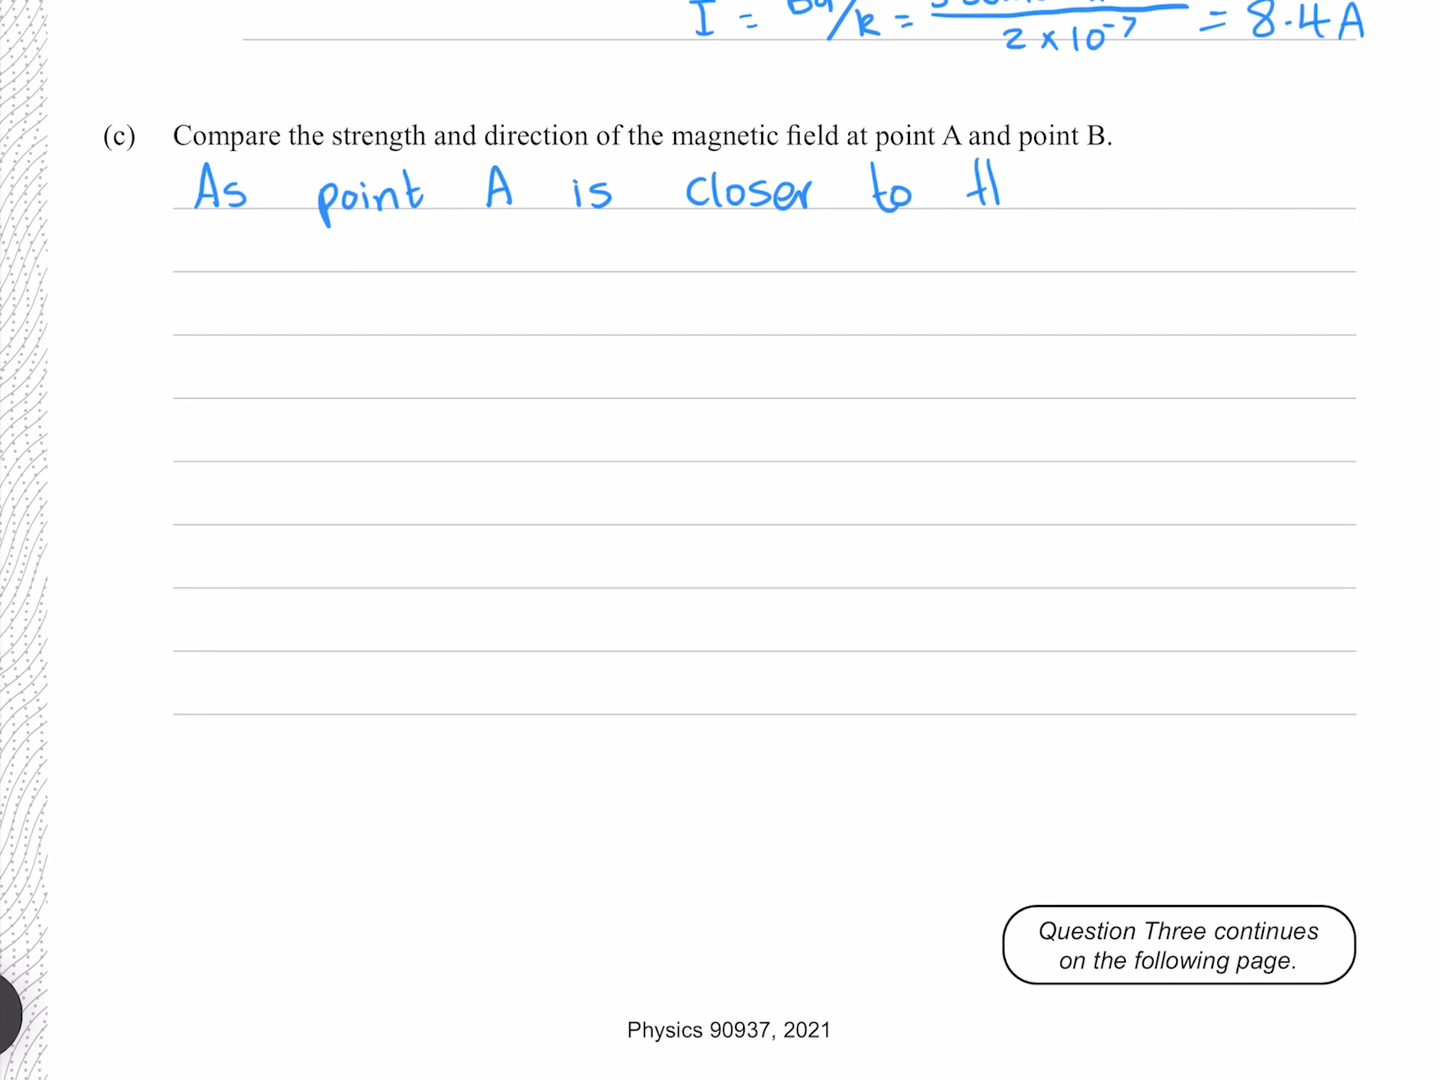 I = /k = 2 × 10⁻⁷ = 8.4 A
(c) Compare the strength and direction of the magnetic field at point A and point B.
As point A is closer to
Question Three continues
on the following page.
Physics 90937, 2021